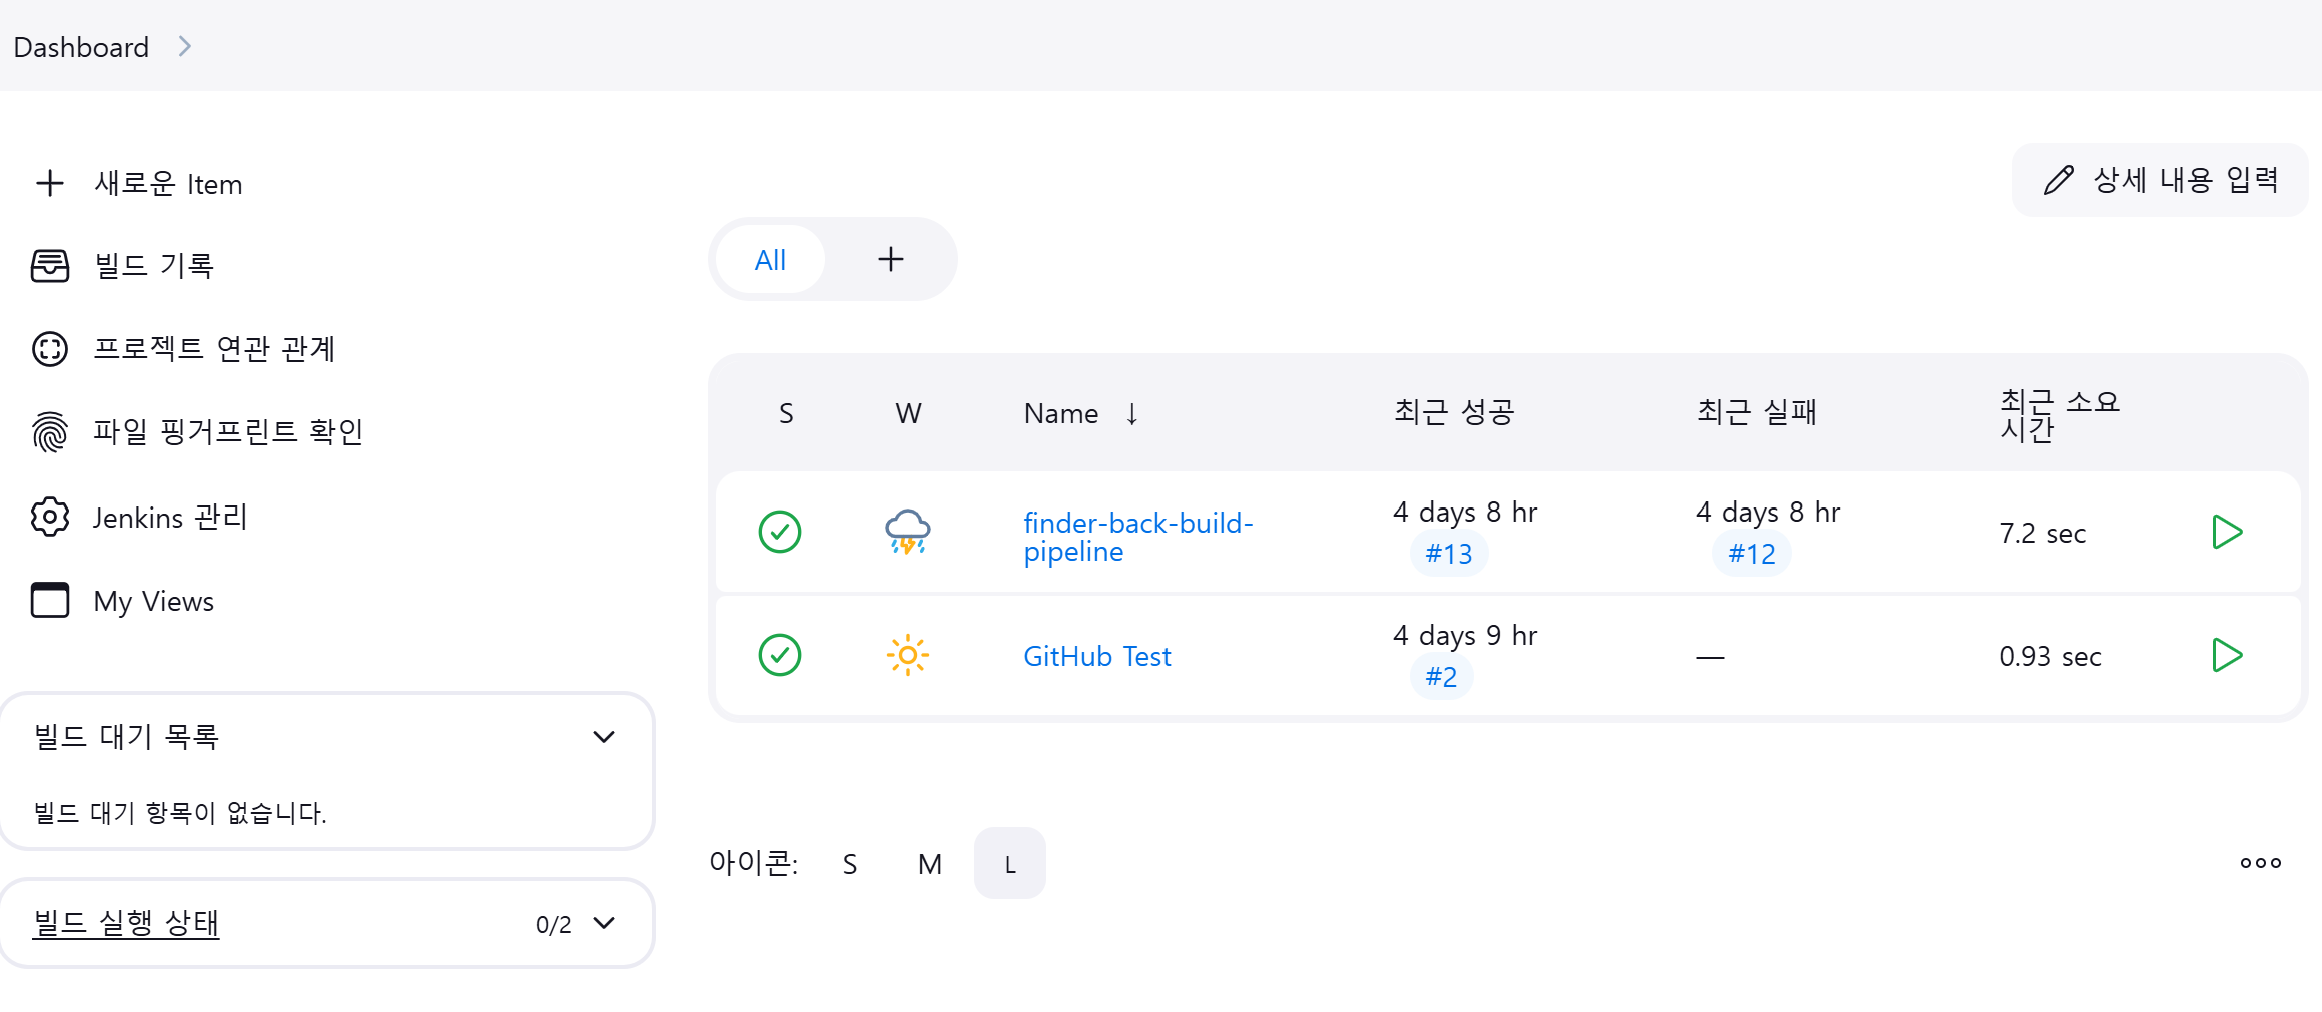 Dashboard
새로운 Item
빌드 기록
프로젝트 연관 관계
파일 핑거프린트 확인
Jenkins 관리
My Views
빌드 대기 목록
빌드 대기 항목이 없습니다.
빌드 실행 상태 0/2
상세 내용 입력
All
S W Name ↓ 최근 성공 최근 실패 최근 소요
시간
finder-back-build-
pipeline
4 days 8 hr
#13
4 days 8 hr
#12
7.2 sec
GitHub Test
4 days 9 hr
#2
—
0.93 sec
아이콘: S M L